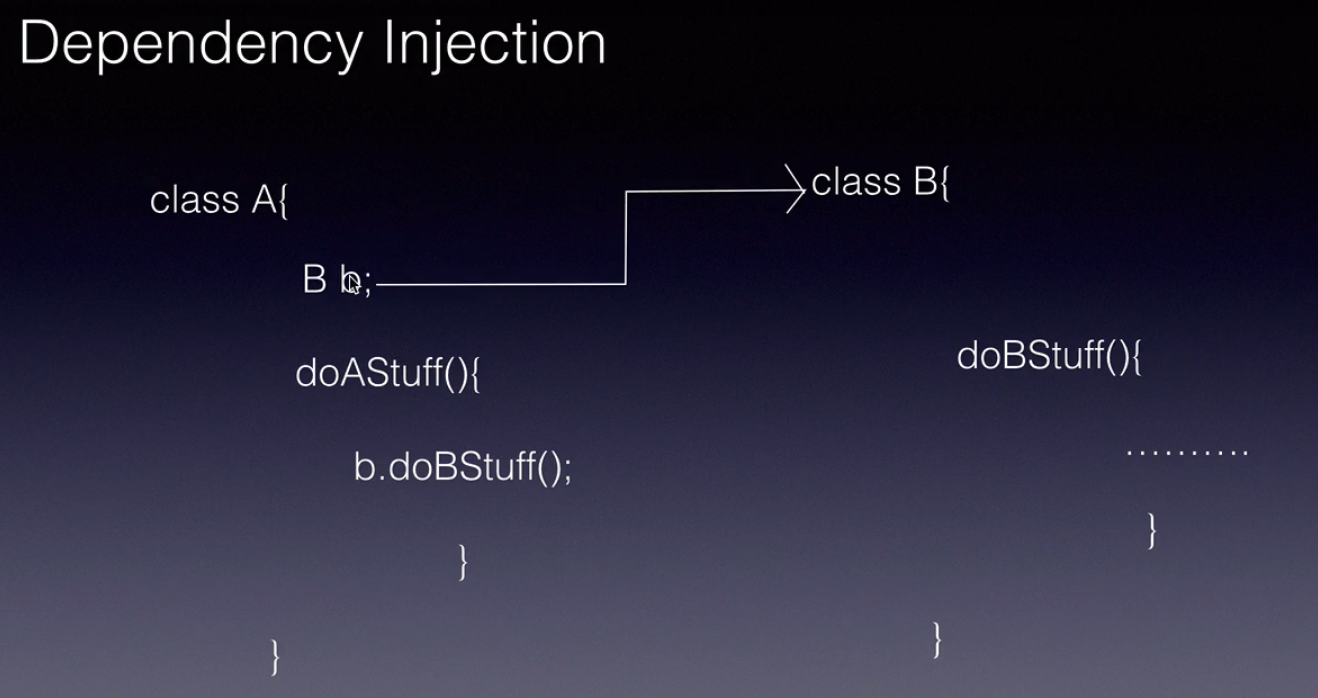 Dependency Injection
class A{
B b;
doAStuff(){
b.doBStuff();
}
}
class B{
doBStuff(){
..........
}
}